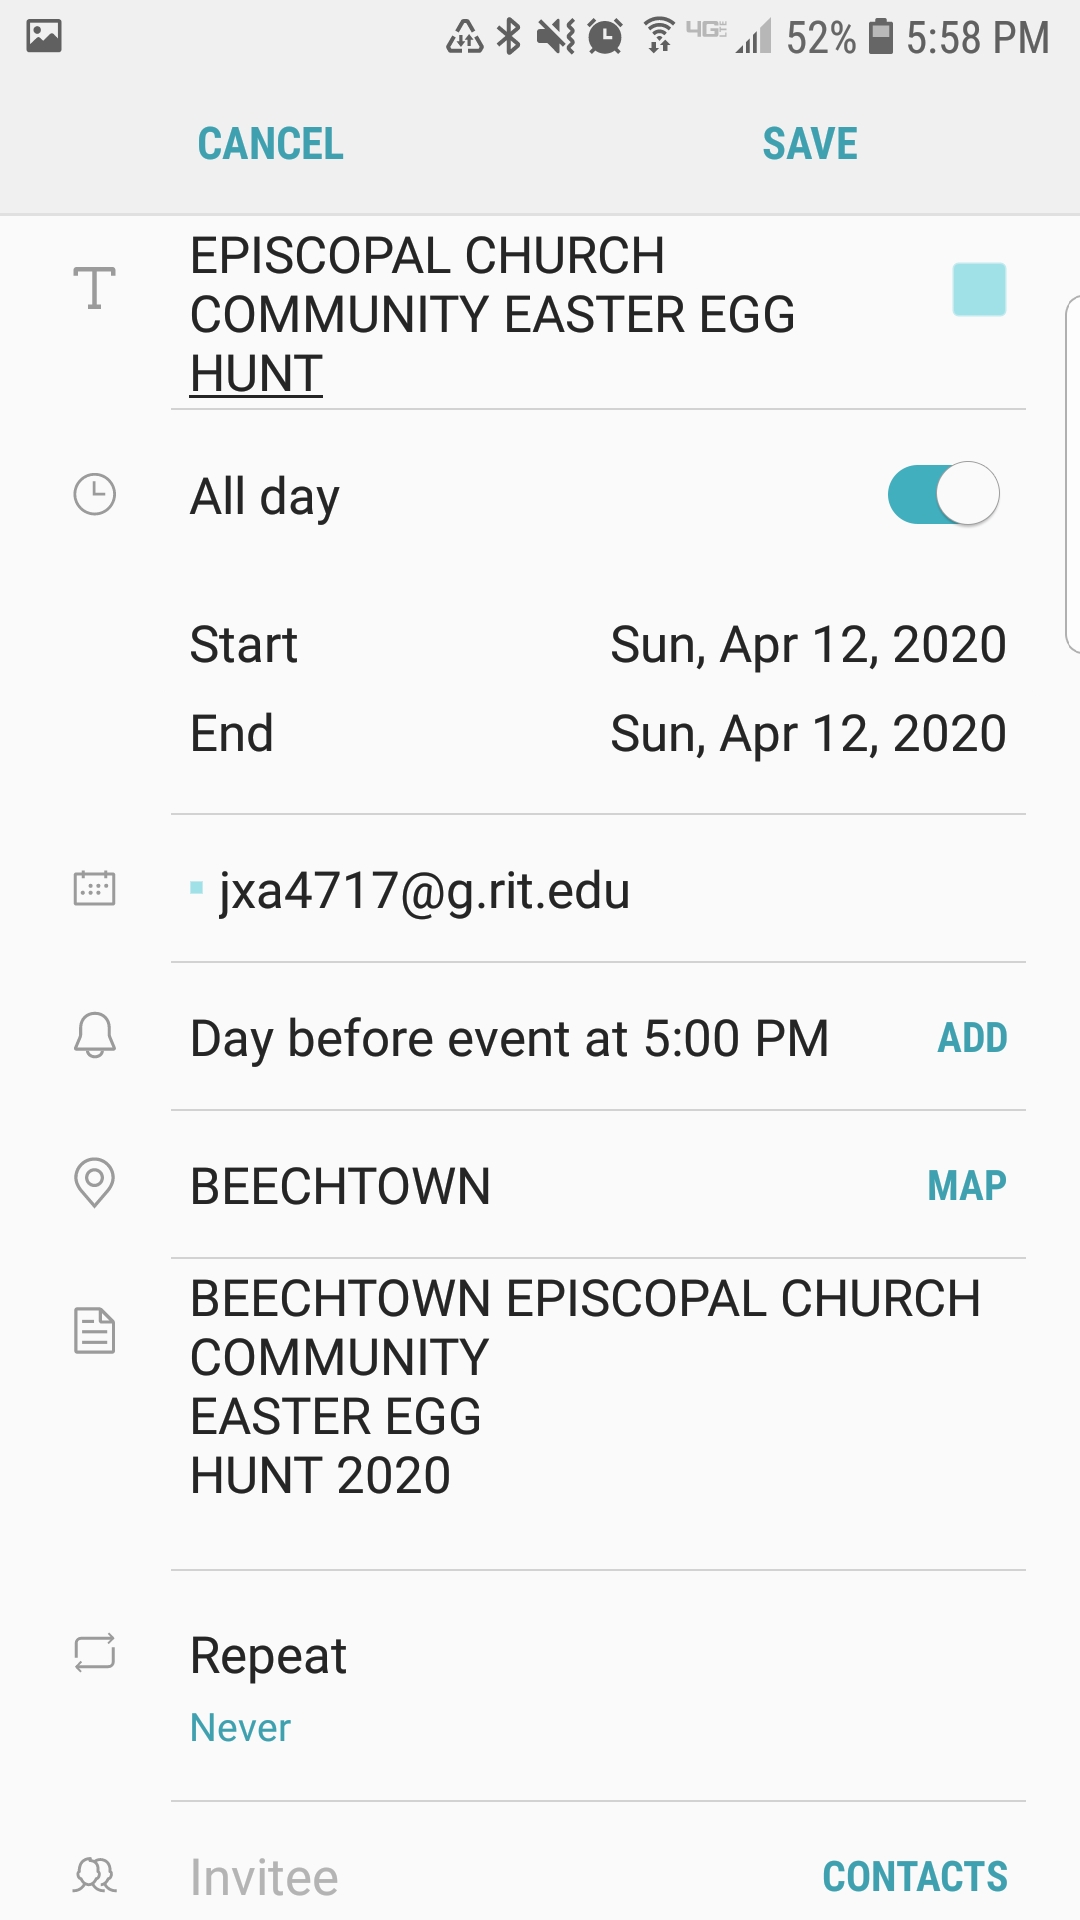 4G LTE 52% 5:58 PM
CANCEL SAVE
EPISCOPAL CHURCH
COMMUNITY EASTER EGG
HUNT
All day
Start Sun, Apr 12, 2020
End Sun, Apr 12, 2020
jxa4717@g.rit.edu
Day before event at 5:00 PM ADD
BEECHTOWN MAP
BEECHTOWN EPISCOPAL CHURCH
COMMUNITY
EASTER EGG
HUNT 2020
Repeat
Never
Invitee CONTACTS